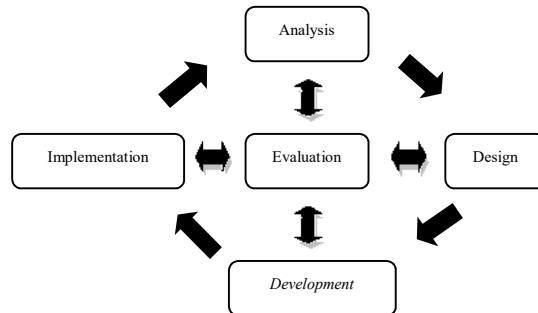 Analysis
Implementation
Evaluation
Design
Development